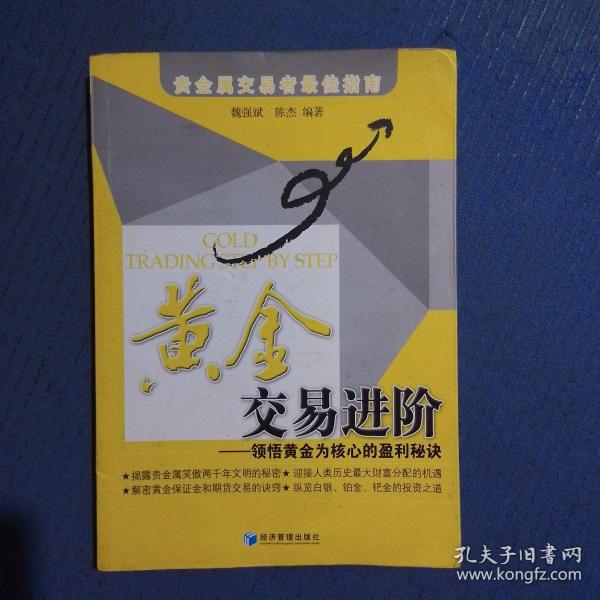 贵金属交易者最佳指南
魏强斌 陈杰 编著
GOLD
TRADING STEP BY STEP
黄金
交易进阶
——领悟黄金为核心的盈利秘诀
★揭露贵金属笑傲两千年文明的秘密★迎接人类历史最大财富分配的机遇
★解密黄金保证金和期货交易的诀窍★纵览白银、铂金、钯金的投资之道
经济管理出版社
孔夫子旧书网
www.kongfz.com